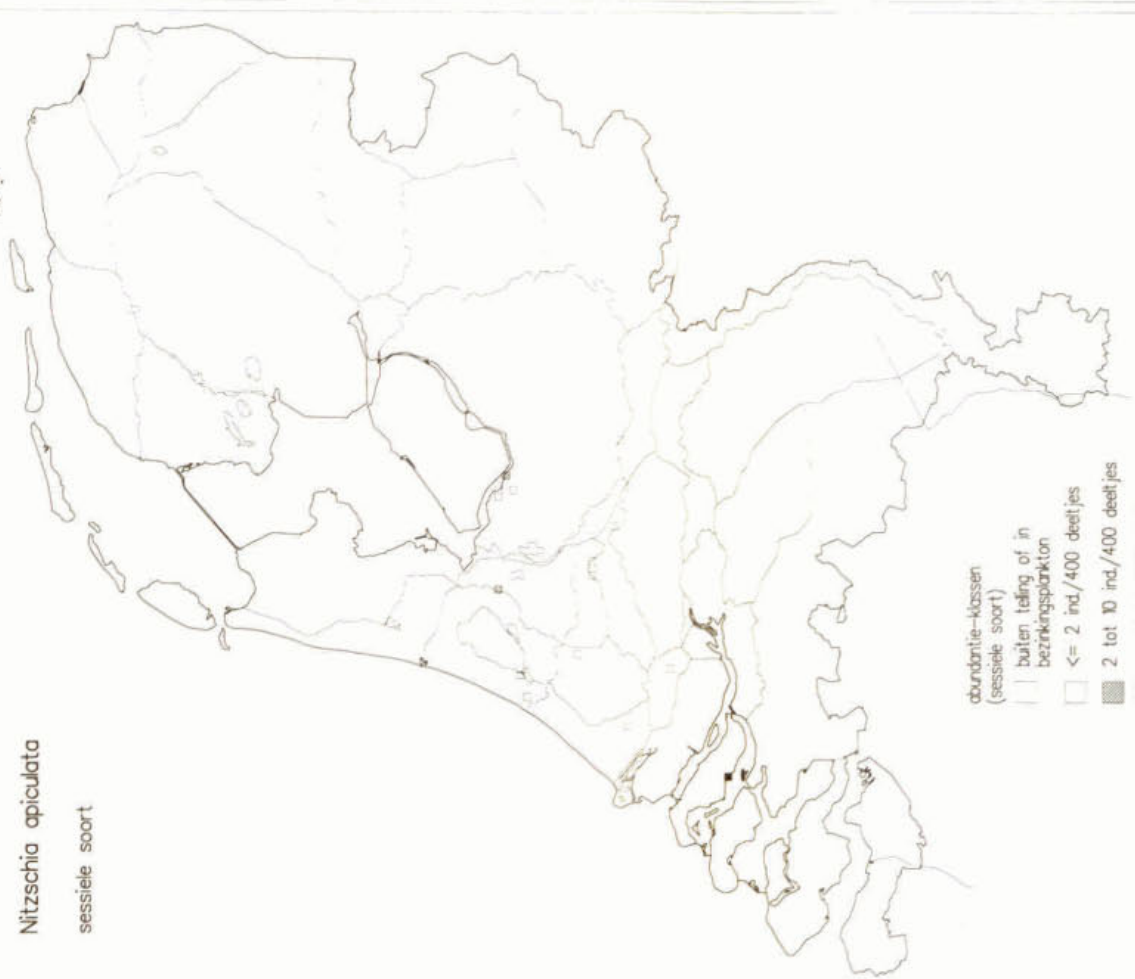 Nitzschia apiculata
sessiele soort
abundantie-klassen
(sessiele soort)
buiten telling of in
bezinkingsplankton
<= 2 ind./400 deeltjes
2 tot 10 ind./400 deeltjes